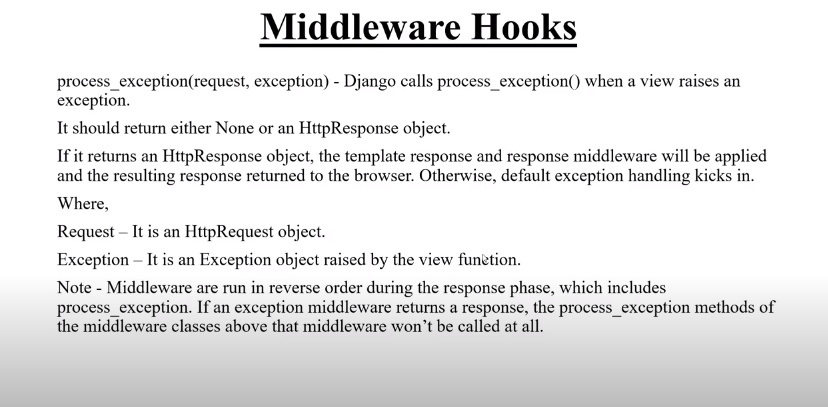 Middleware Hooks
process_exception(request, exception) - Django calls process_exception() when a view raises an
exception.
It should return either None or an HttpResponse object.
If it returns an HttpResponse object, the template response and response middleware will be applied
and the resulting response returned to the browser. Otherwise, default exception handling kicks in.
Where,
Request – It is an HttpRequest object.
Exception – It is an Exception object raised by the view function.
Note - Middleware are run in reverse order during the response phase, which includes
process_exception. If an exception middleware returns a response, the process_exception methods of
the middleware classes above that middleware won’t be called at all.